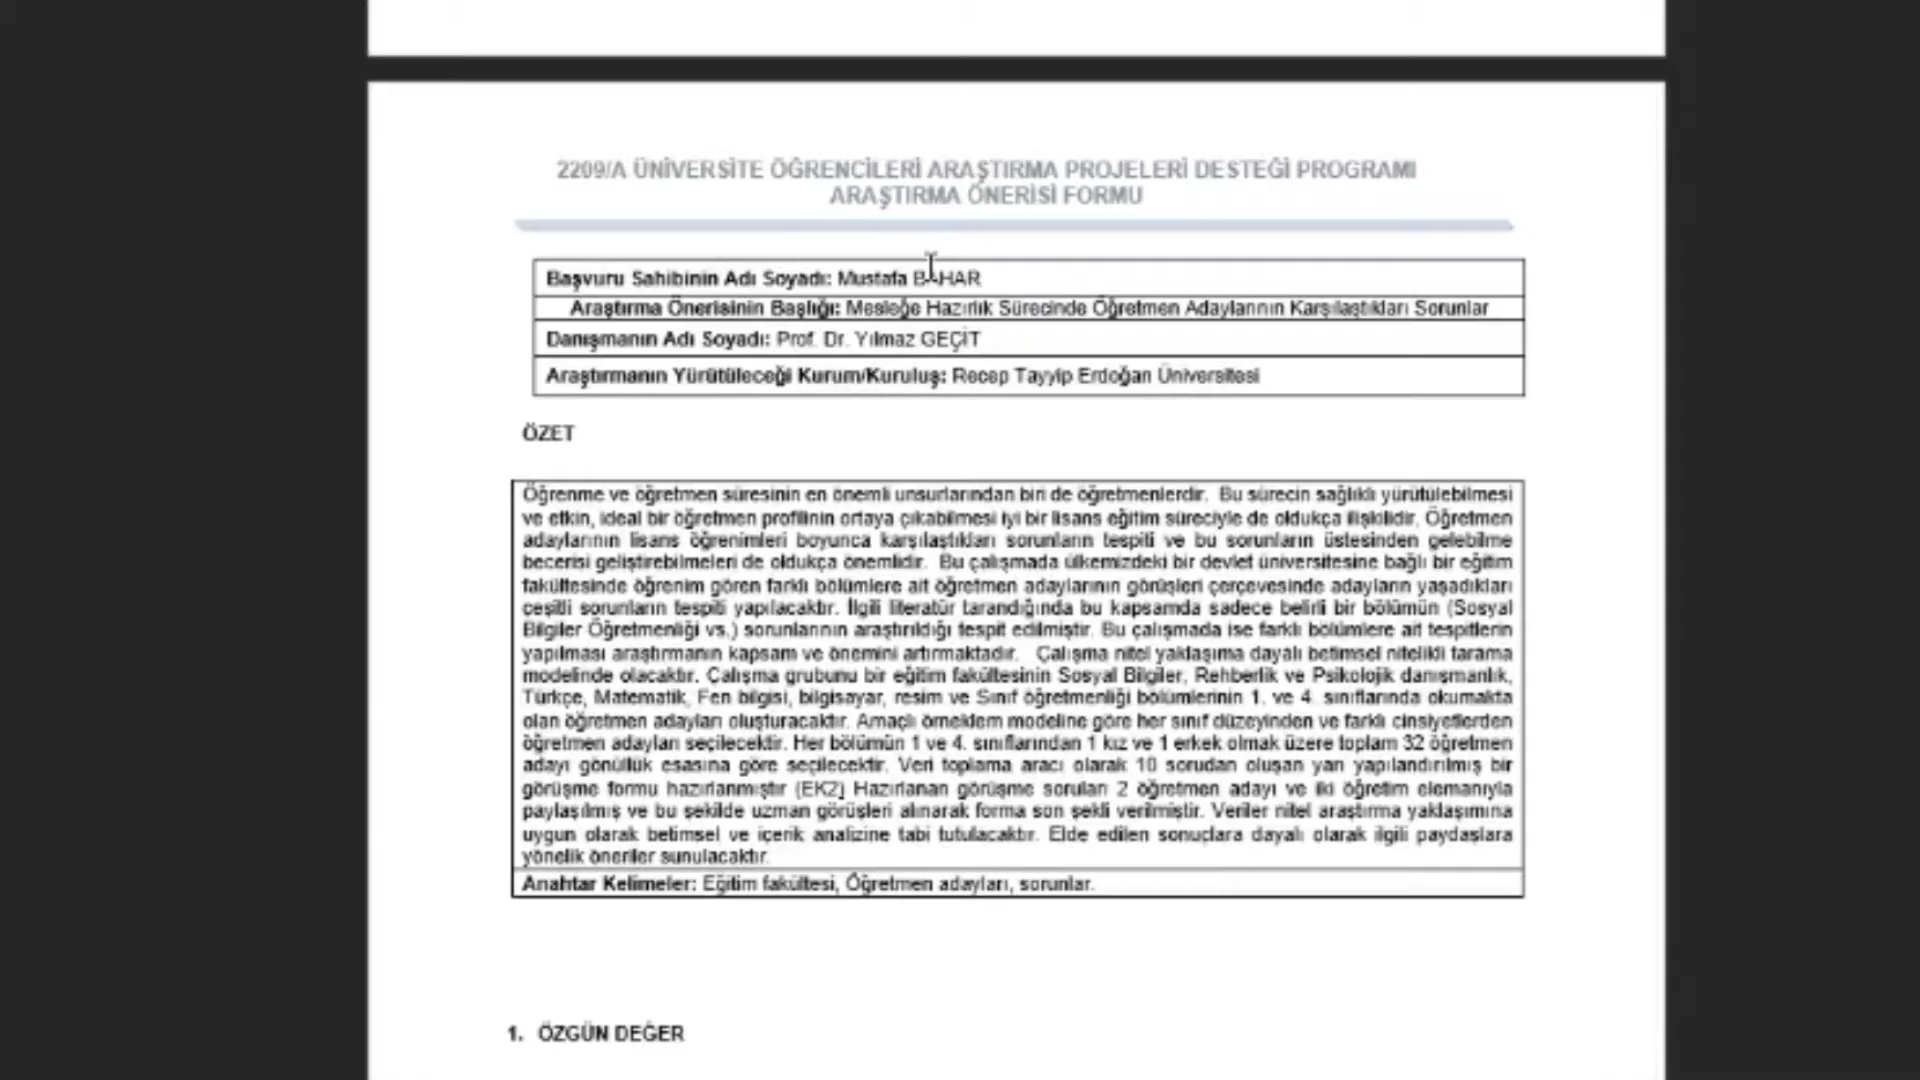 2209/A ÜNİVERSİTE ÖĞRENCİLERİ ARAŞTIRMA PROJELERİ DESTEĞİ PROGRAMI
ARAŞTIRMA ÖNERİSİ FORMU
Başvuru Sahibinin Adı Soyadı: Mustafa BAHAR
Araştırma Önerisinin Başlığı: Mesleğe Hazırlık Sürecinde Öğretmen Adaylarının Karşılaştıkları Sorunlar
Danışmanın Adı Soyadı: Prof. Dr. Yılmaz GEÇİT
Araştırmanın Yürütüleceği Kurum/Kuruluş: Recep Tayyip Erdoğan Üniversitesi
ÖZET
Öğrenme ve öğretmen süresinin en önemli unsurlarından biri de öğretmenlerdir. Bu sürecin sağlıklı yürütülebilmesi
ve etkin, ideal bir öğretmen profilinin ortaya çıkabilmesi iyi bir lisans eğitim süreciyle de oldukça ilişkilidir. Öğretmen
adaylarının lisans öğrenimleri boyunca karşılaştıkları sorunların tespiti ve bu sorunların üstesinden gelebilme
becerisi geliştirebilmeleri de oldukça önemlidir. Bu çalışmada ülkemizdeki bir devlet üniversitesine bağlı bir eğitim
fakültesinde öğrenim gören farklı bölümlere ait öğretmen adaylarının görüşleri çerçevesinde adayların yaşadıkları
çeşitli sorunların tespiti yapılacaktır. İlgili literatür tarandığında bu kapsamda sadece belirli bir bölümün (Sosyal
Bilgiler Öğretmenliği vs.) sorunlarının araştırıldığı tespit edilmiştir. Bu çalışmada ise farklı bölümlere ait tespitlerin
yapılması araştırmanın kapsam ve önemini artırmaktadır. Çalışma nitel yaklaşıma dayalı betimsel nitelikli tarama
modelinde olacaktır. Çalışma grubunu bir eğitim fakültesinin Sosyal Bilgiler, Rehberlik ve Psikolojik danışmanlık,
Türkçe, Matematik, Fen bilgisi, bilgisayar, resim ve Sınıf öğretmenliği bölümlerinin 1. ve 4. sınıflarında okumakta
olan öğretmen adayları oluşturacaktır. Amaçlı örneklem modeline göre her sınıf düzeyinden ve farklı cinsiyetlerden
öğretmen adayları seçilecektir. Her bölümün 1 ve 4. sınıflarından 1 kız ve 1 erkek olmak üzere toplam 32 öğretmen
adayı gönüllük esasına göre seçilecektir. Veri toplama aracı olarak 10 sorudan oluşan yarı yapılandırılmış bir
görüşme formu hazırlanmıştır (EK2) Hazırlanan görüşme soruları 2 öğretmen adayı ve iki öğretim elemanıyla
paylaşılmış ve bu şekilde uzman görüşleri alınarak forma son şekli verilmiştir. Veriler nitel araştırma yaklaşımına
uygun olarak betimsel ve içerik analizine tabi tutulacaktır. Elde edilen sonuçlara dayalı olarak ilgili paydaşlara
yönelik öneriler sunulacaktır.
Anahtar Kelimeler: Eğitim fakültesi, Öğretmen adayları, sorunlar.
1. ÖZGÜN DEĞER